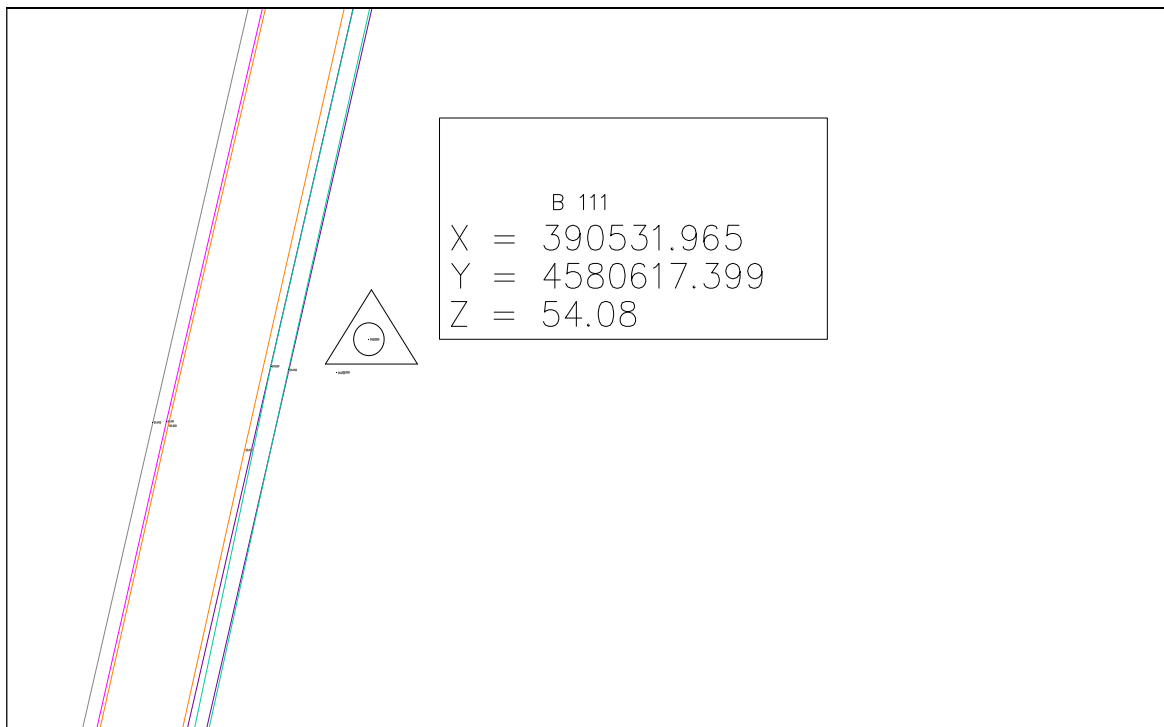 B 111
X = 390531.965
Y = 4580617.399
Z = 54.08